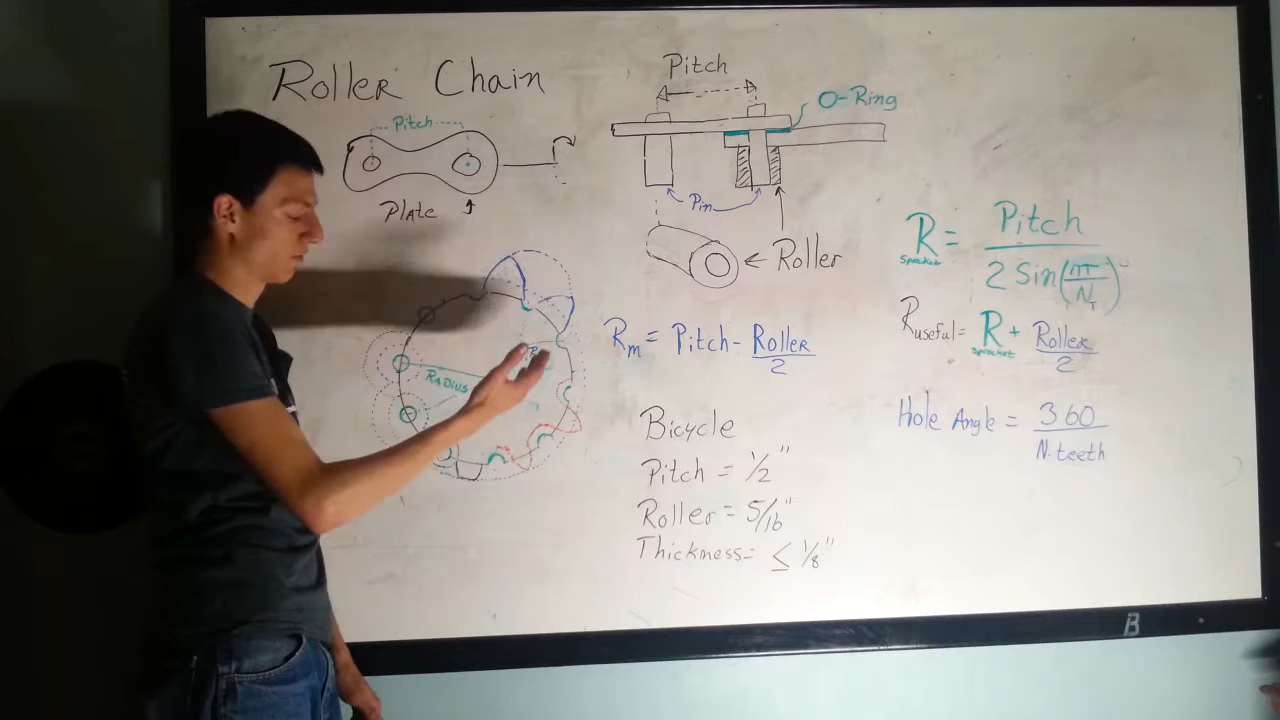 Roller Chain
Pitch
Plate
Pitch
O-Ring
Pin
Roller
Radius
Rm = Pitch - Roller/2
Bicycle
Pitch = 1/2"
Roller = 5/16"
Thickness = ≤ 1/8"
R sprocket = Pitch / 2 Sin(π/NT)
R useful = R sprocket + Roller/2
Hole Angle = 360 / N. teeth
B